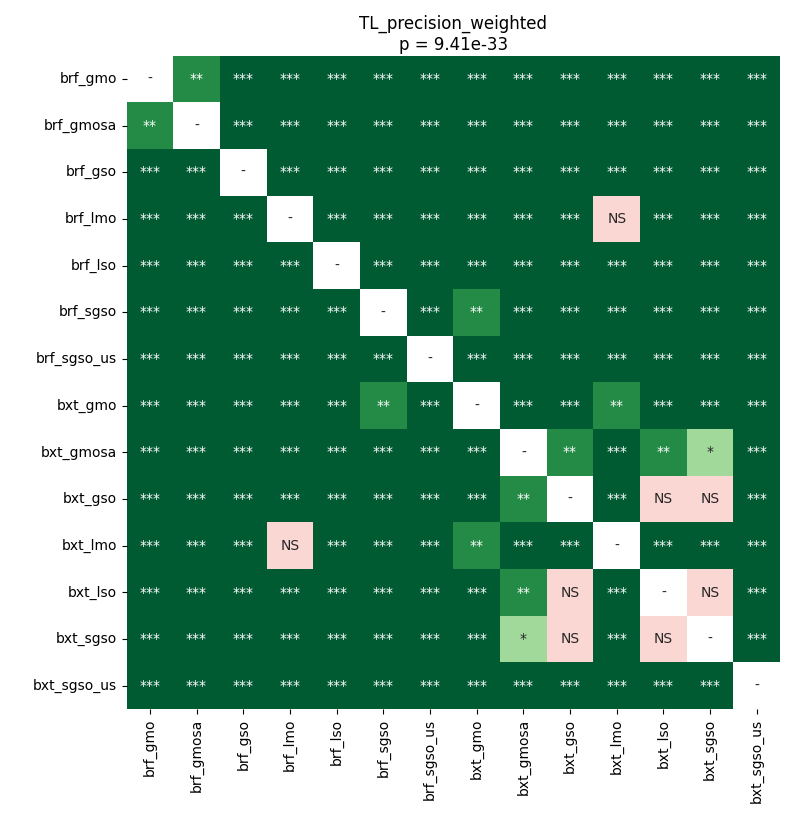 TL_precision_weighted
p = 9.41e-33
brf_gmo - ** *** *** *** *** *** *** *** *** *** *** *** ***
brf_gmosa ** - *** *** *** *** *** *** *** *** *** *** *** ***
brf_gso *** *** - *** *** *** *** *** *** *** *** *** *** ***
brf_lmo *** *** *** - *** *** *** *** *** *** NS *** *** ***
brf_lso *** *** *** *** - *** *** *** *** *** *** *** *** ***
brf_sgso *** *** *** *** *** - *** ** *** *** *** *** *** ***
brf_sgso_us *** *** *** *** *** *** - *** *** *** *** *** *** ***
bxt_gmo *** *** *** *** *** ** *** - *** *** ** *** *** ***
bxt_gmosa *** *** *** *** *** *** *** *** - ** *** ** * ***
bxt_gso *** *** *** *** *** *** *** *** ** - *** NS NS ***
bxt_lmo *** *** *** NS *** *** *** ** *** *** - *** *** ***
bxt_lso *** *** *** *** *** *** *** *** ** NS *** - NS ***
bxt_sgso *** *** *** *** *** *** *** *** * NS *** NS - ***
bxt_sgso_us *** *** *** *** *** *** *** *** *** *** *** *** *** -
brf_gmo brf_gmosa brf_gso brf_lmo brf_lso brf_sgso brf_sgso_us bxt_gmo bxt_gmosa bxt_gso bxt_lmo bxt_lso bxt_sgso bxt_sgso_us